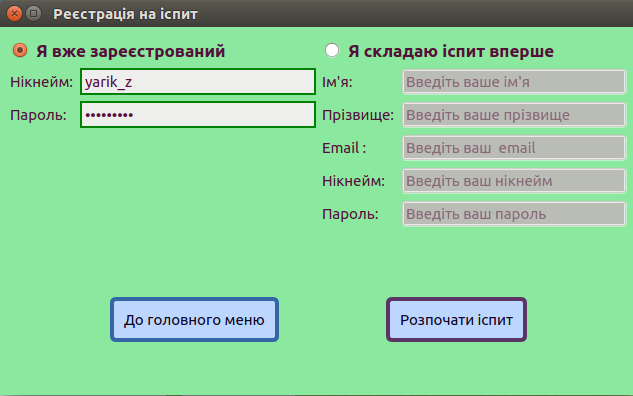 Реєстрація на іспит
Я вже зареєстрований
Нікнейм: yarik_z
Пароль: •••••••••
Я складаю іспит вперше
Ім'я: Введіть ваше ім'я
Прізвище: Введіть ваше прізвище
Email : Введіть ваш  email
Нікнейм: Введіть ваш нікнейм
Пароль: Введіть ваш пароль
До головного меню
Розпочати іспит